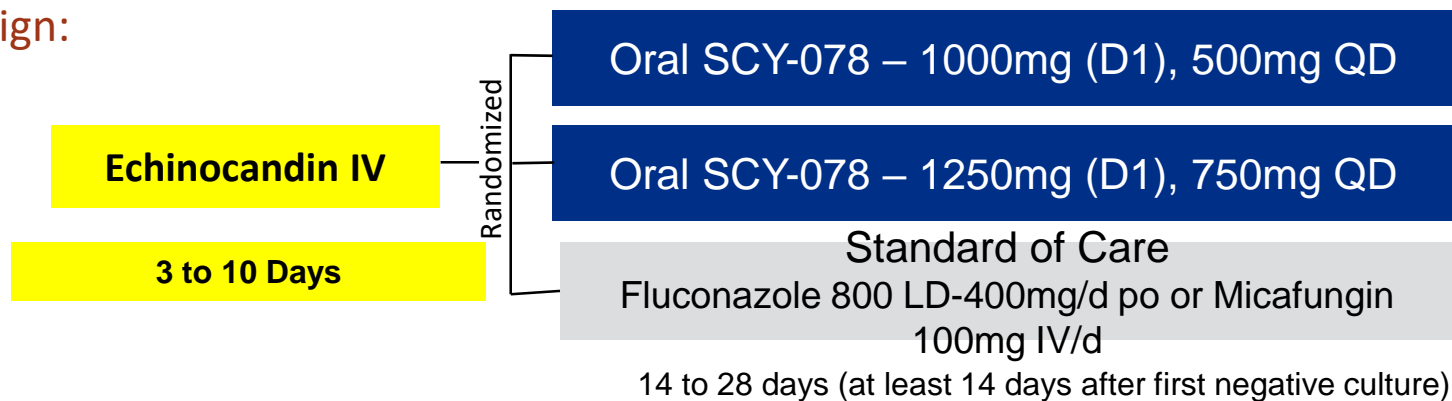 ign:
Echinocandin IV
3 to 10 Days
Randomized
Oral SCY-078 – 1000mg (D1), 500mg QD
Oral SCY-078 – 1250mg (D1), 750mg QD
Standard of Care
Fluconazole 800 LD-400mg/d po or Micafungin
100mg IV/d
14 to 28 days (at least 14 days after first negative culture)